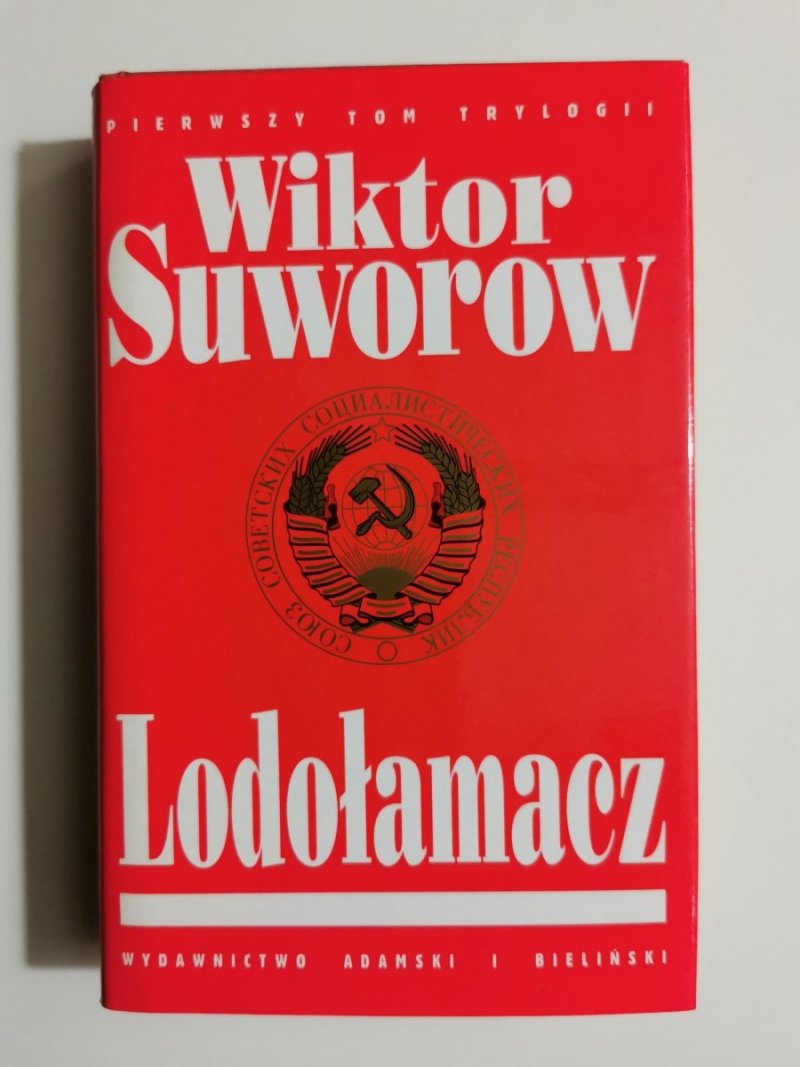 PIERWSZY TOM TRYLOGII
Wiktor
Suworow
СОЮЗ СОВЕТСКИХ СОЦИАЛИСТИЧЕСКИХ РЕСПУБЛИК
Lodołamacz
WYDAWNICTWO ADAMSKI I BIELIŃSKI